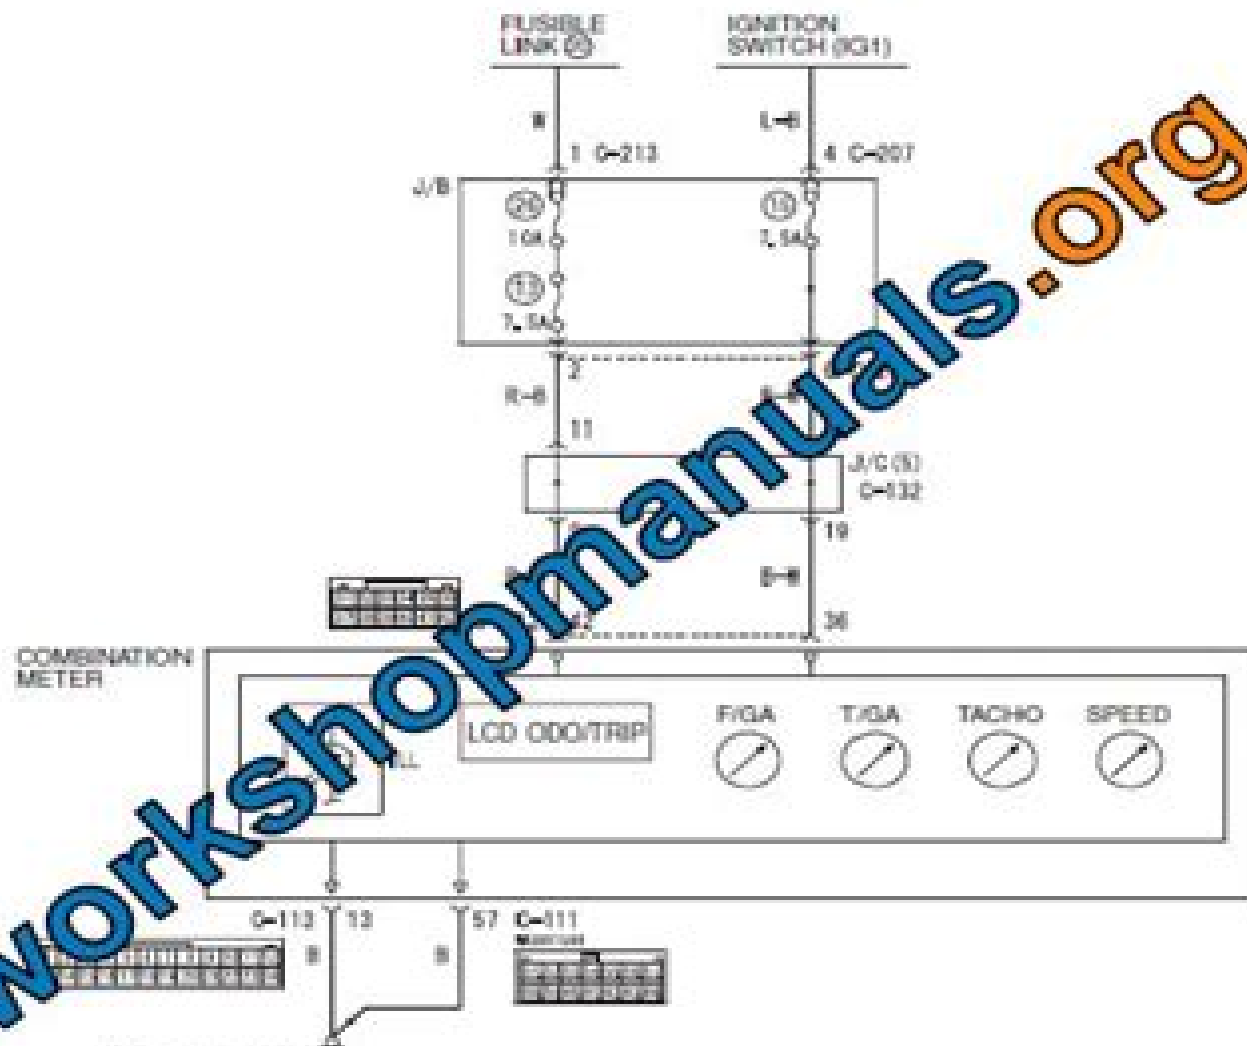 FUSIBLE
LINK
IGNITION
SWITCH (IG1)
W
L-B
1 C-213
4 C-207
J/B
10A
7.5A
7.5A
2
R-B
11
J/C (5)
C-132
19
B-W
36
COMBINATION
METER
LCD ODO/TRIP
F/GA
T/GA
TACHO
SPEED
C-113
13
57
C-111
B
B
workshopmanuals.org